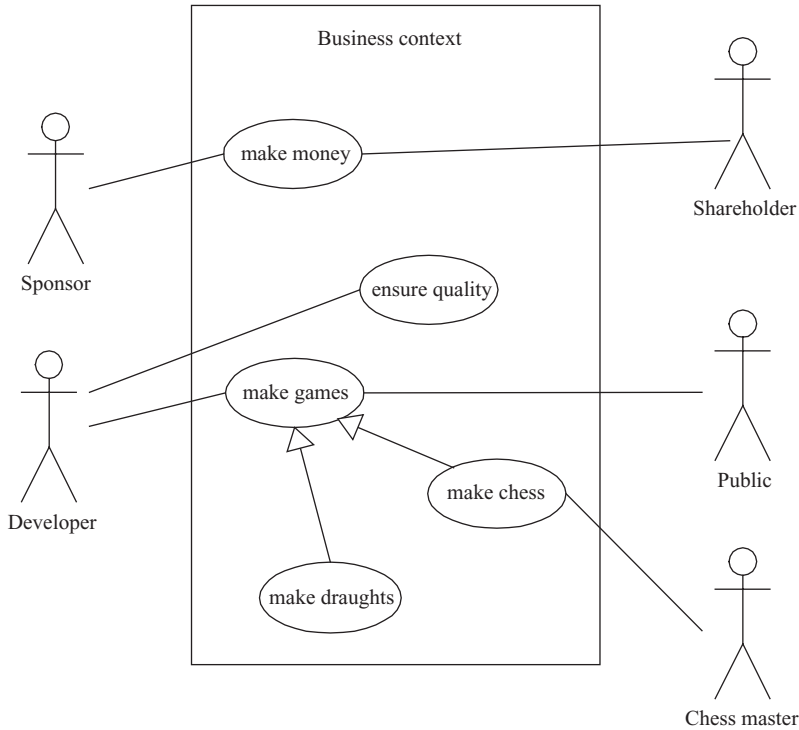 Business context
make money
Shareholder
Sponsor
ensure quality
make games
Public
make chess
Developer
make draughts
Chess master